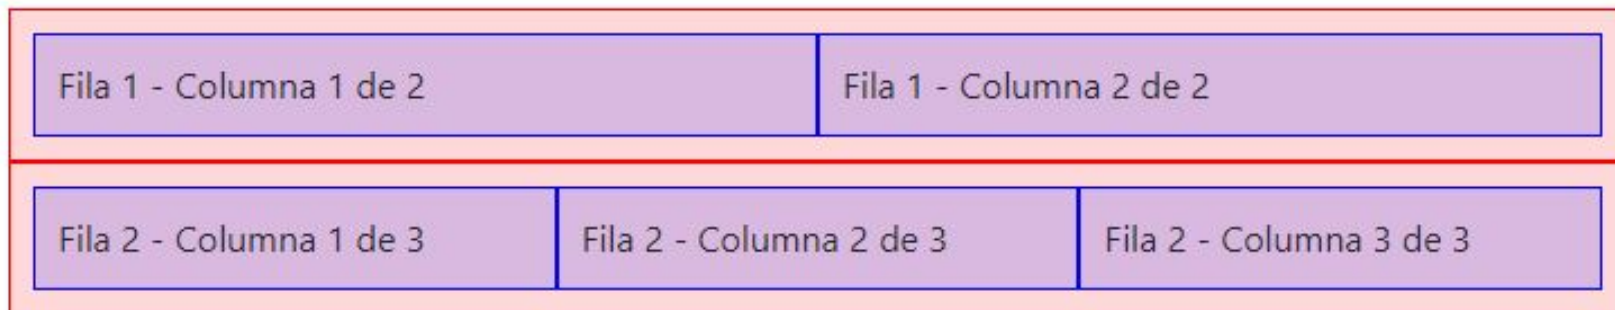 Fila 1 - Columna 1 de 2
Fila 1 - Columna 2 de 2
Fila 2 - Columna 1 de 3
Fila 2 - Columna 2 de 3
Fila 2 - Columna 3 de 3